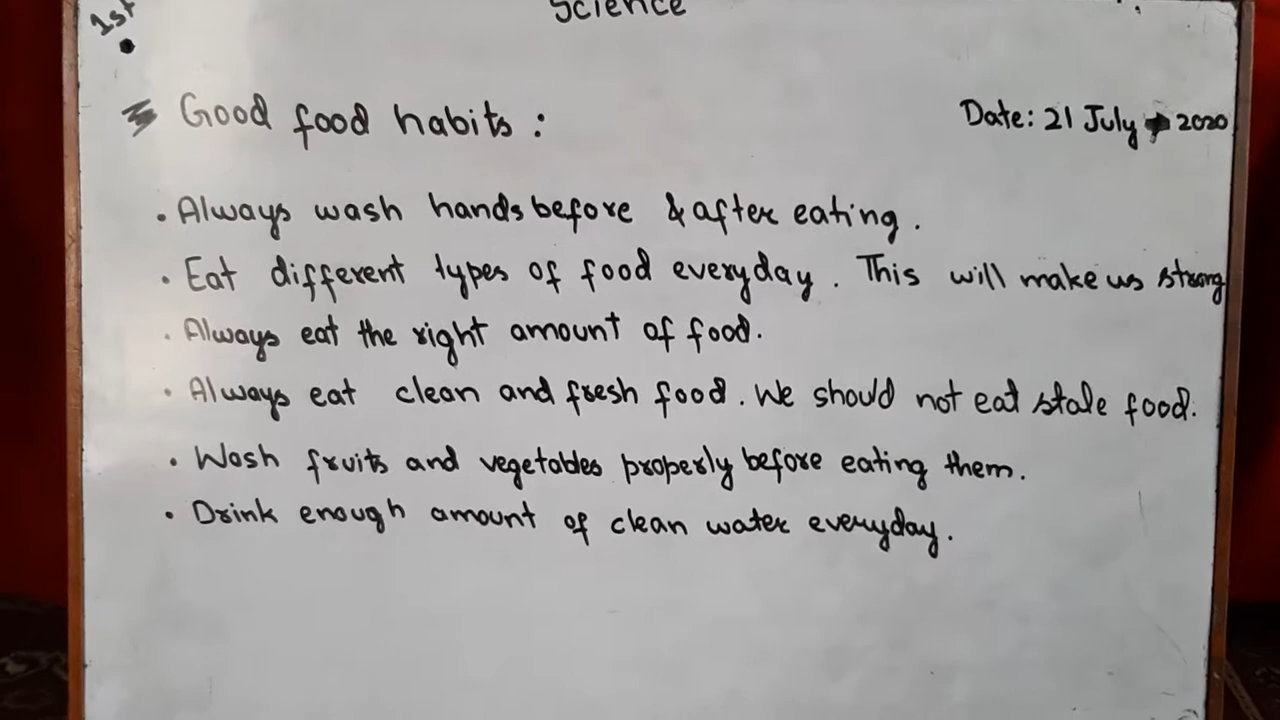 Science
1st
Good food habits :
Date: 21 July 2020
• Always wash hands before & after eating.
• Eat different types of food everyday. This will make us strong
• Always eat the right amount of food.
• Always eat clean and fresh food. We should not eat stale food.
• Wash fruits and vegetables properly before eating them.
• Drink enough amount of clean water everyday.